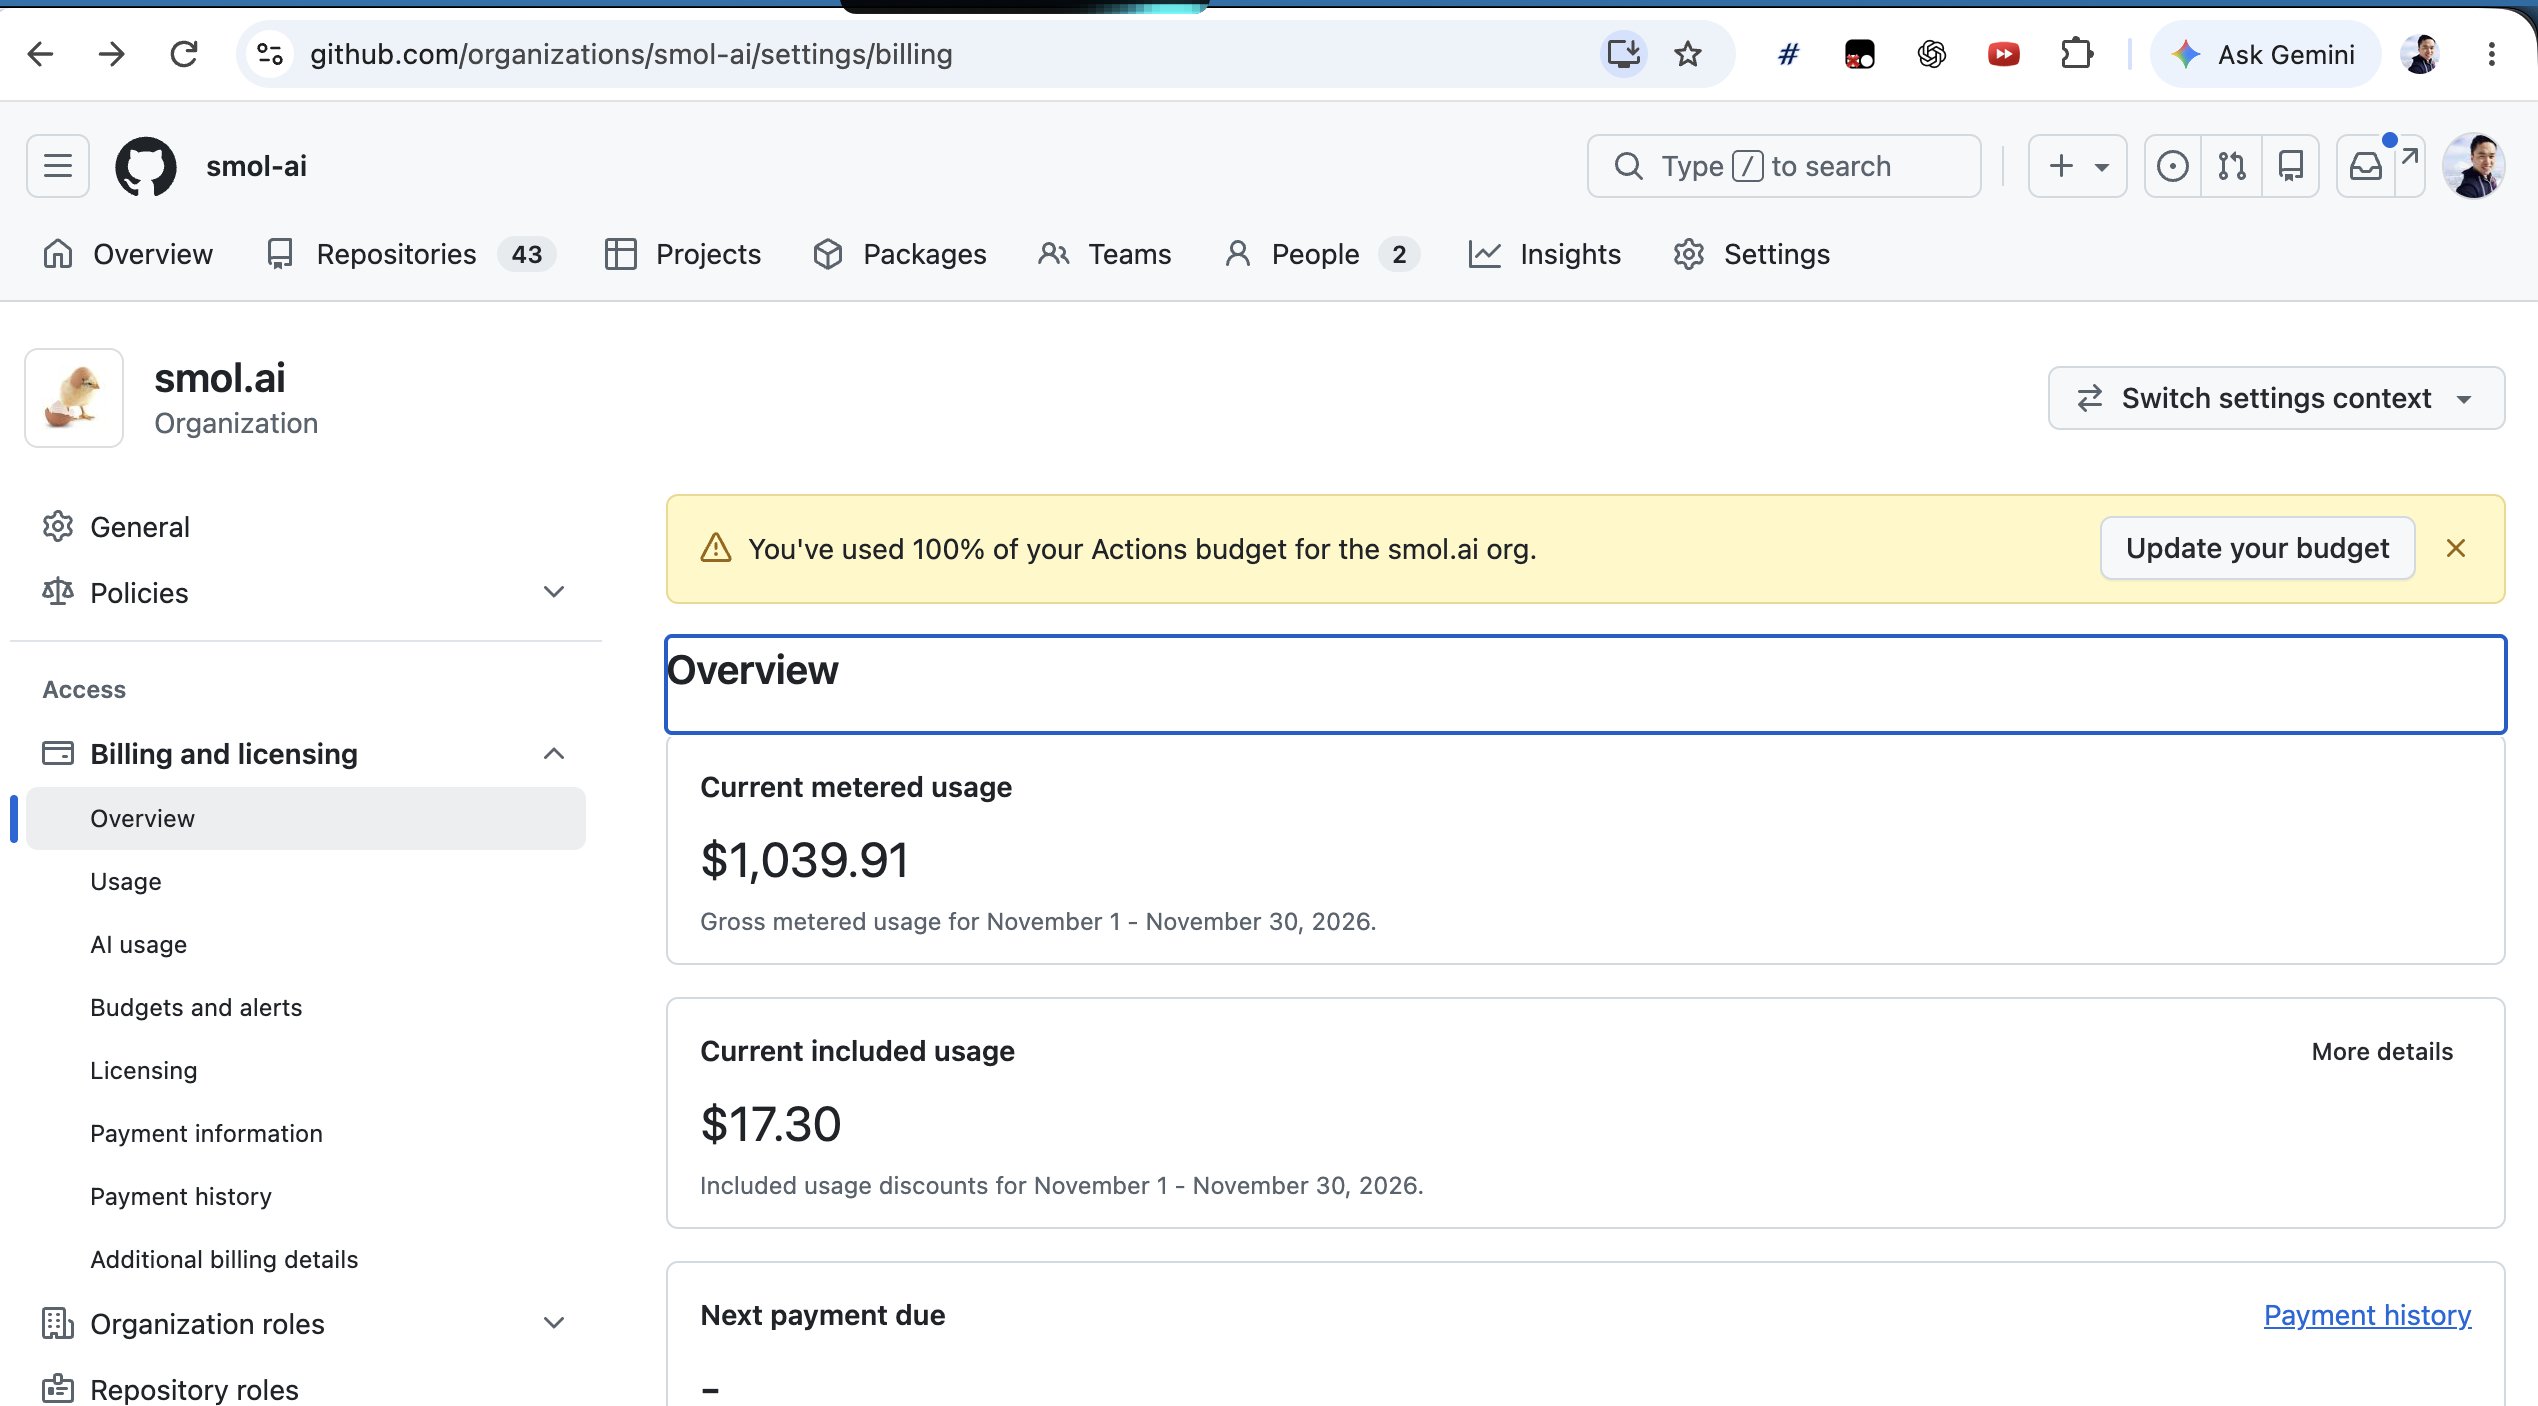 github.com/organizations/smol-ai/settings/billing
Ask Gemini
smol-ai
Type / to search
Overview
Repositories 43
Projects
Packages
Teams
People 2
Insights
Settings
smol.ai
Organization
Switch settings context
General
Policies
Access
Billing and licensing
Overview
Usage
AI usage
Budgets and alerts
Licensing
Payment information
Payment history
Additional billing details
Organization roles
Repository roles
You've used 100% of your Actions budget for the smol.ai org.
Update your budget
Overview
Current metered usage
$1,039.91
Gross metered usage for November 1 - November 30, 2026.
Current included usage
More details
$17.30
Included usage discounts for November 1 - November 30, 2026.
Next payment due
Payment history
-